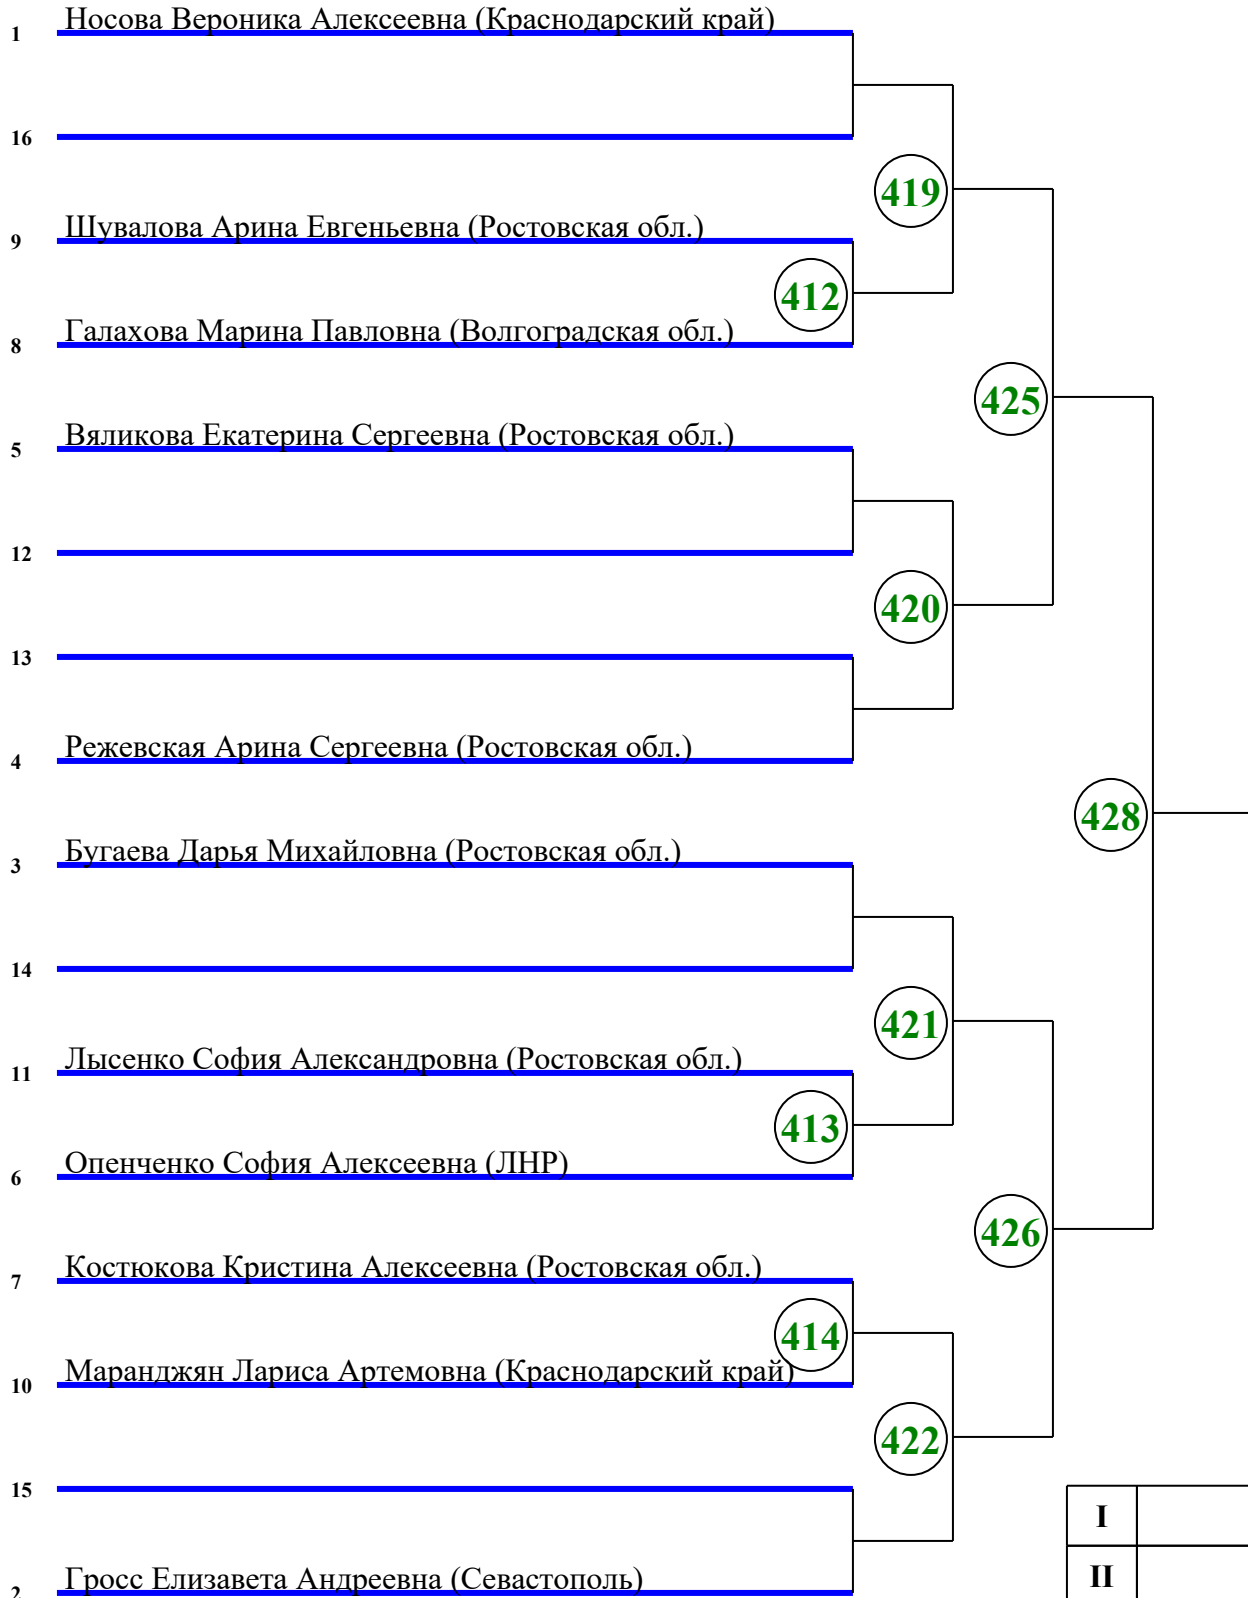 1 Носова Вероника Алексеевна (Краснодарский край)
16
419
9 Шувалова Арина Евгеньевна (Ростовская обл.)
412
8 Галахова Марина Павловна (Волгоградская обл.)
425
5 Вяликова Екатерина Сергеевна (Ростовская обл.)
12
420
13
4 Режевская Арина Сергеевна (Ростовская обл.)
428
3 Бугаева Дарья Михайловна (Ростовская обл.)
14
421
11 Лысенко София Александровна (Ростовская обл.)
413
6 Опенченко София Алексеевна (ЛНР)
426
7 Костюкова Кристина Алексеевна (Ростовская обл.)
414
10 Маранджян Лариса Артемовна (Краснодарский край)
422
15
I
2 Гросс Елизавета Андреевна (Севастополь)
II